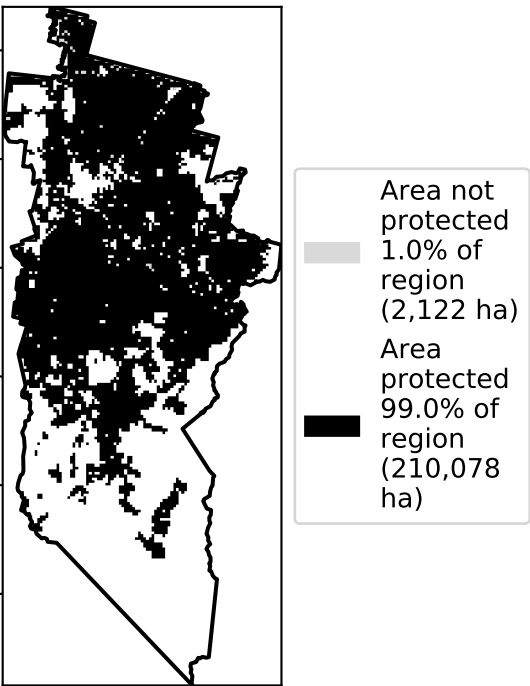 Area not
protected
1.0% of
region
(2,122 ha)
Area
protected
99.0% of
region
(210,078
ha)